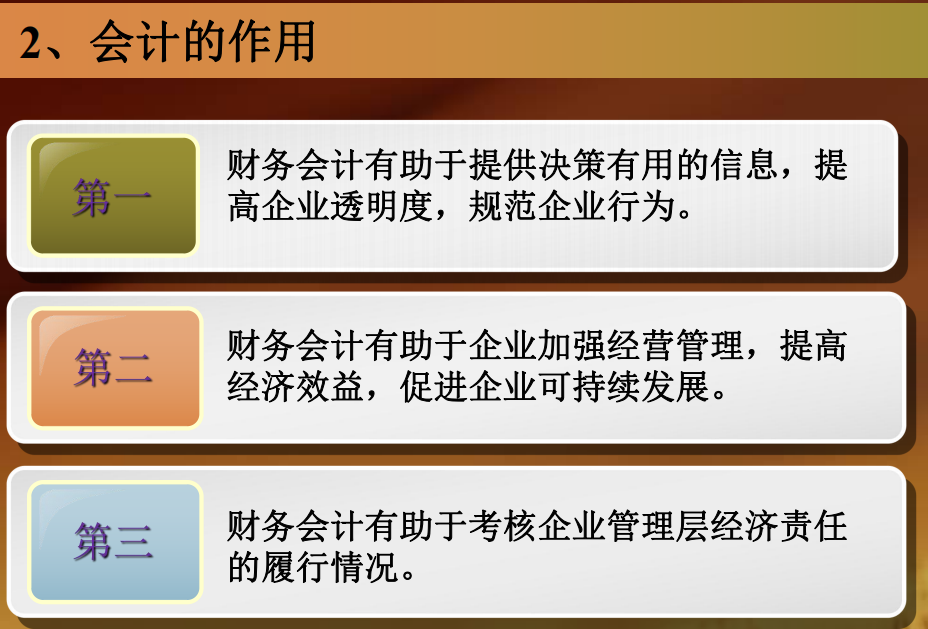 2、会计的作用
第一
财务会计有助于提供决策有用的信息，提
高企业透明度，规范企业行为。
第二
财务会计有助于企业加强经营管理，提高
经济效益，促进企业可持续发展。
第三
财务会计有助于考核企业管理层经济责任
的履行情况。